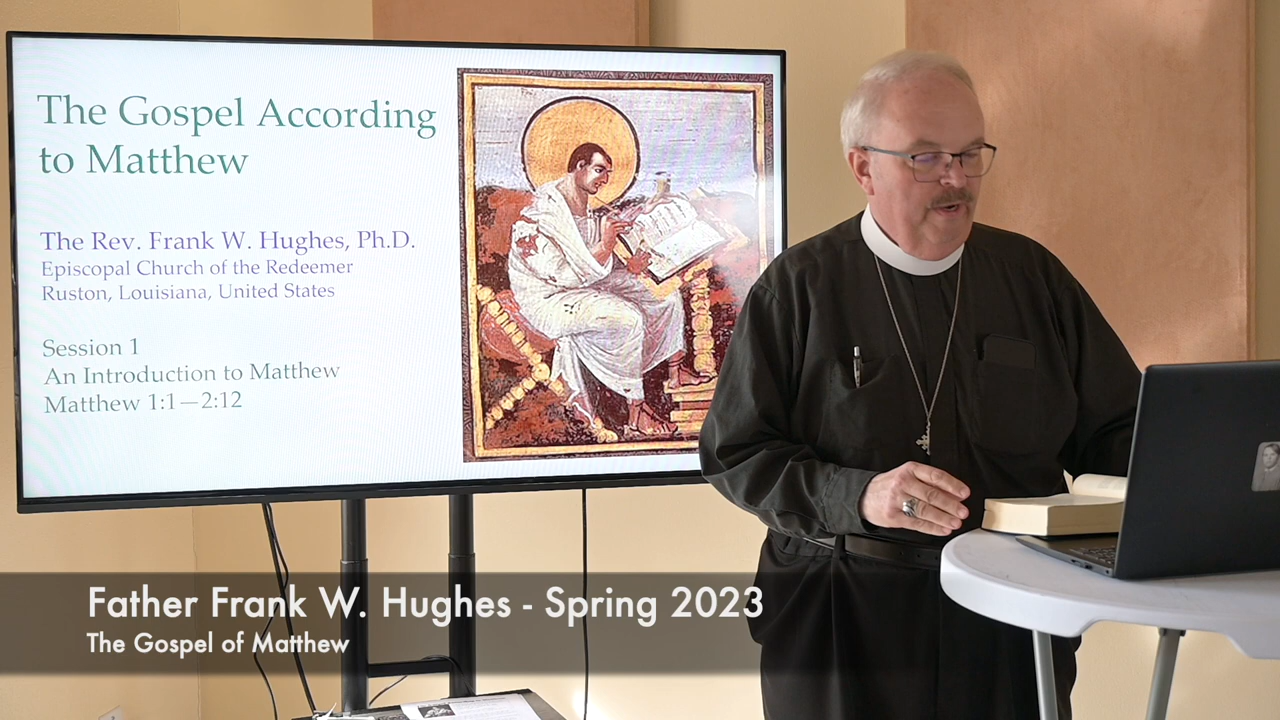 The Gospel According
to Matthew
The Rev. Frank W. Hughes, Ph.D.
Episcopal Church of the Redeemer
Ruston, Louisiana, United States
Session 1
An Introduction to Matthew
Matthew 1:1—2:12
Father Frank W. Hughes - Spring 2023
The Gospel of Matthew